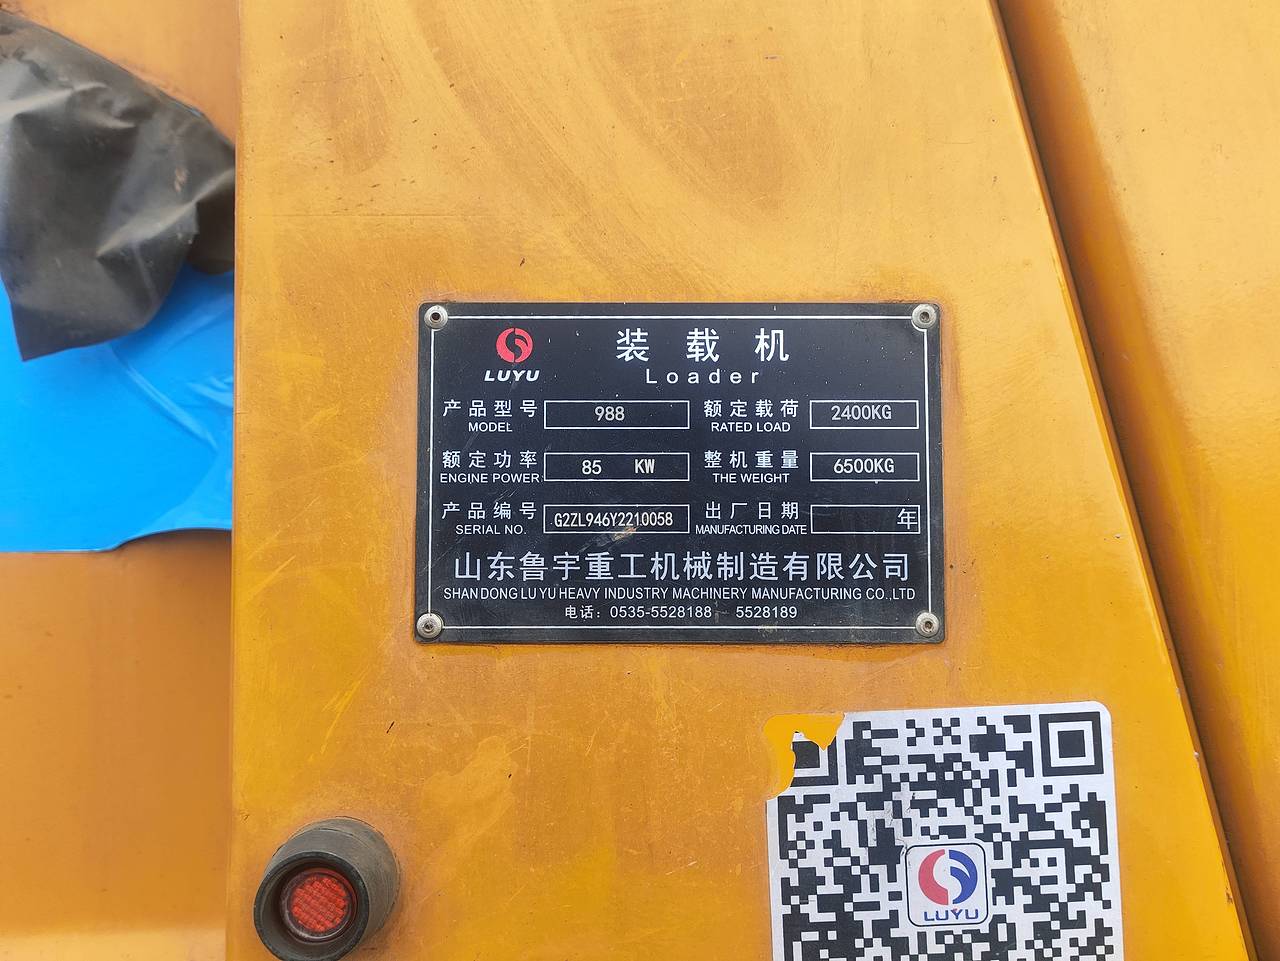 LUYU
装载机
Loader
产品型号 988 额定载荷 2400KG
MODEL RATED LOAD
额定功率 85 KW 整机重量 6500KG
ENGINE POWER THE WEIGHT
产品编号 G2ZL946Y2210058 出厂日期 年
SERIAL NO. MANUFACTURING DATE
山东鲁宇重工机械制造有限公司
SHAN DONG LU YU HEAVY INDUSTRY MACHINERY MANUFACTURING CO.,LTD
电话：0535-5528188 5528189
LUYU